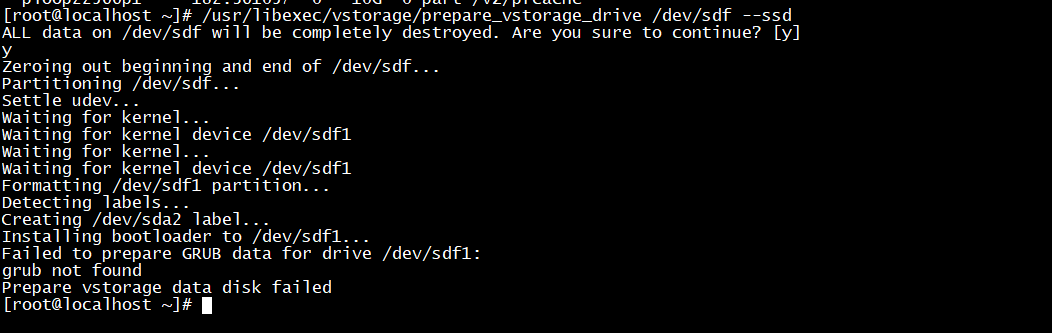 [root@localhost ~]# /usr/libexec/vstorage/prepare_vstorage_drive /dev/sdf --ssd
ALL data on /dev/sdf will be completely destroyed. Are you sure to continue? [y]
y
Zeroing out beginning and end of /dev/sdf...
Partitioning /dev/sdf...
Settle udev...
Waiting for kernel...
Waiting for kernel device /dev/sdf1
Waiting for kernel...
Waiting for kernel device /dev/sdf1
Formatting /dev/sdf1 partition...
Detecting labels...
Creating /dev/sda2 label...
Installing bootloader to /dev/sdf1...
Failed to prepare GRUB data for drive /dev/sdf1:
grub not found
Prepare vstorage data disk failed
[root@localhost ~]#